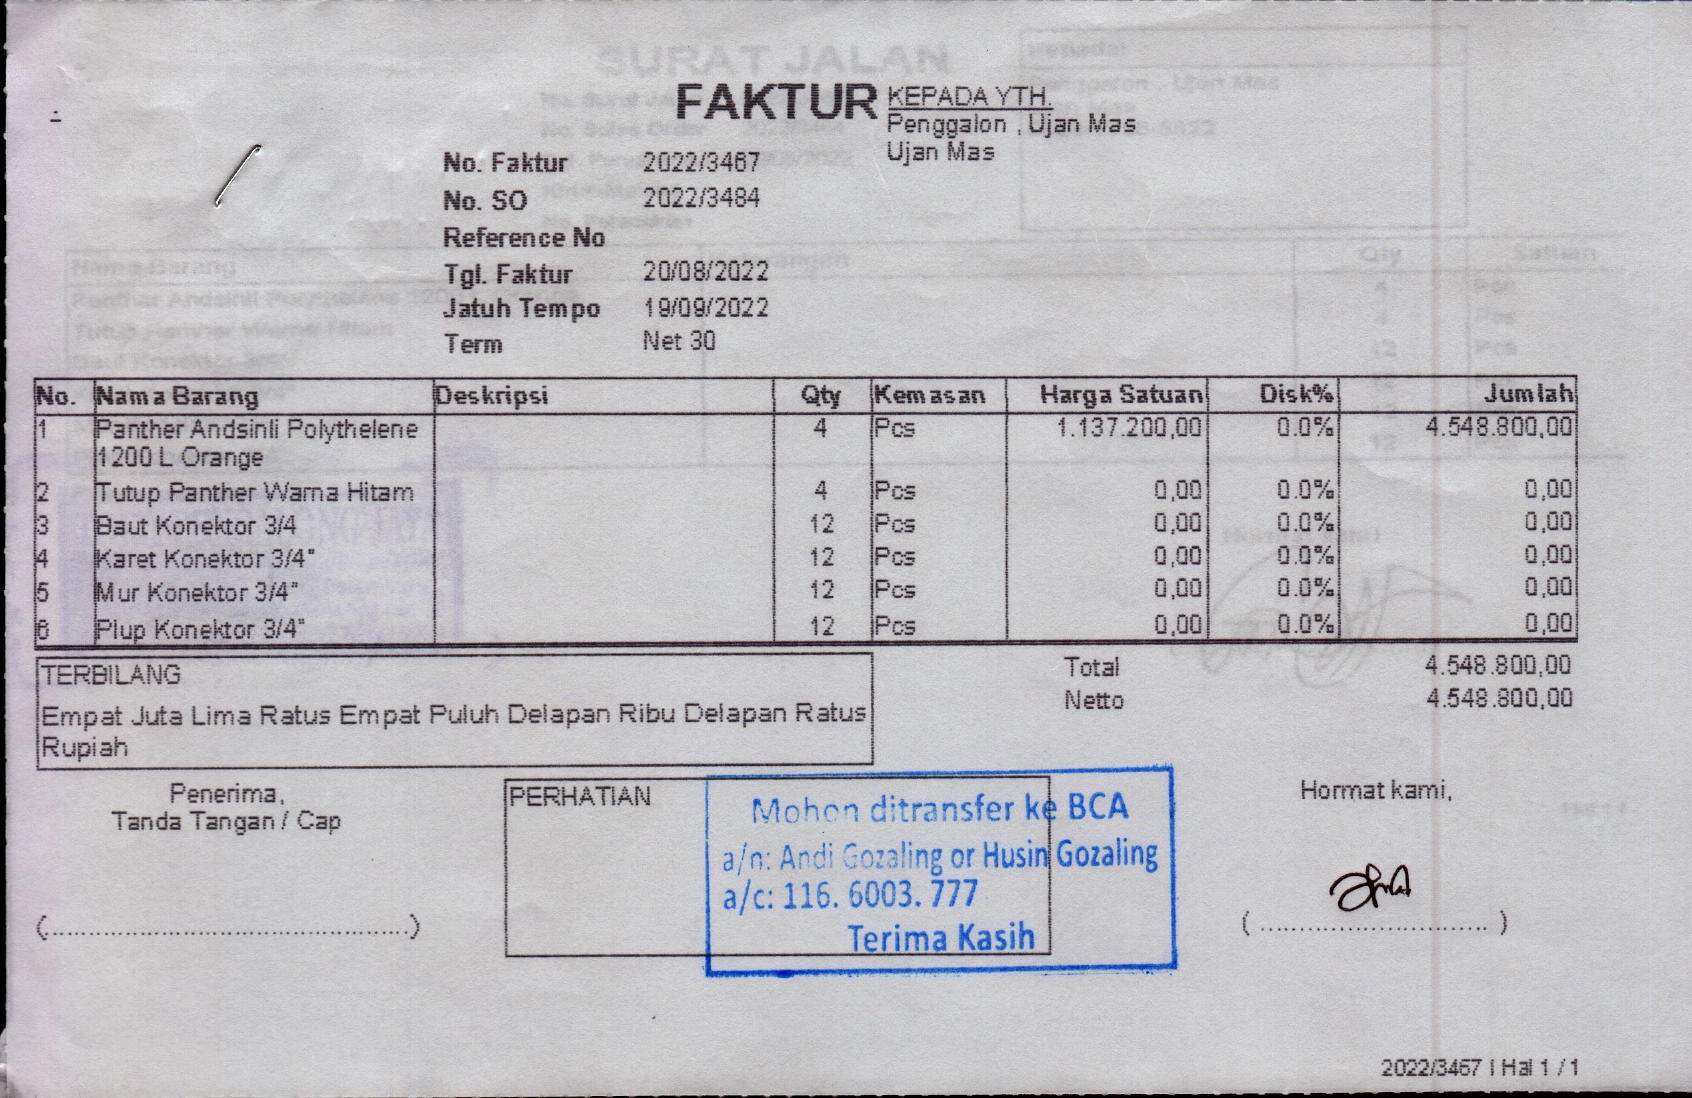 FAKTUR
KEPADA YTH.
Penggalon , Ujan Mas
Ujan Mas
No. Faktur 2022/3467
No. SO 2022/3484
Reference No
Tgl. Faktur 20/08/2022
Jatuh Tempo 19/09/2022
Term Net 30
No. Nama Barang Deskripsi Qty Kemasan Harga Satuan Disk% Jumlah
1 Panther Andsinli Polythelene 4 Pcs 1.137.200,00 0.0% 4.548.800,00
1200 L Orange
2 Tutup Panther Warna Hitam 4 Pcs 0,00 0.0% 0,00
3 Baut Konektor 3/4 12 Pcs 0,00 0.0% 0,00
4 Karet Konektor 3/4" 12 Pcs 0,00 0.0% 0,00
5 Mur Konektor 3/4" 12 Pcs 0,00 0.0% 0,00
6 Plup Konektor 3/4" 12 Pcs 0,00 0.0% 0,00
TERBILANG
Empat Juta Lima Ratus Empat Puluh Delapan Ribu Delapan Ratus
Rupiah
Total 4.548.800,00
Netto 4.548.800,00
Penerima,
Tanda Tangan / Cap
(............................................)
PERHATIAN
Mohon ditransfer ke BCA
a/n: Andi Gozaling or Husin Gozaling
a/c: 116. 6003. 777
Terima Kasih
Hormat kami,
( ............................ )
2022/3467 | Hal 1 / 1
SURAT JALAN
Kepada:
Nama Barang
Qty Satuan